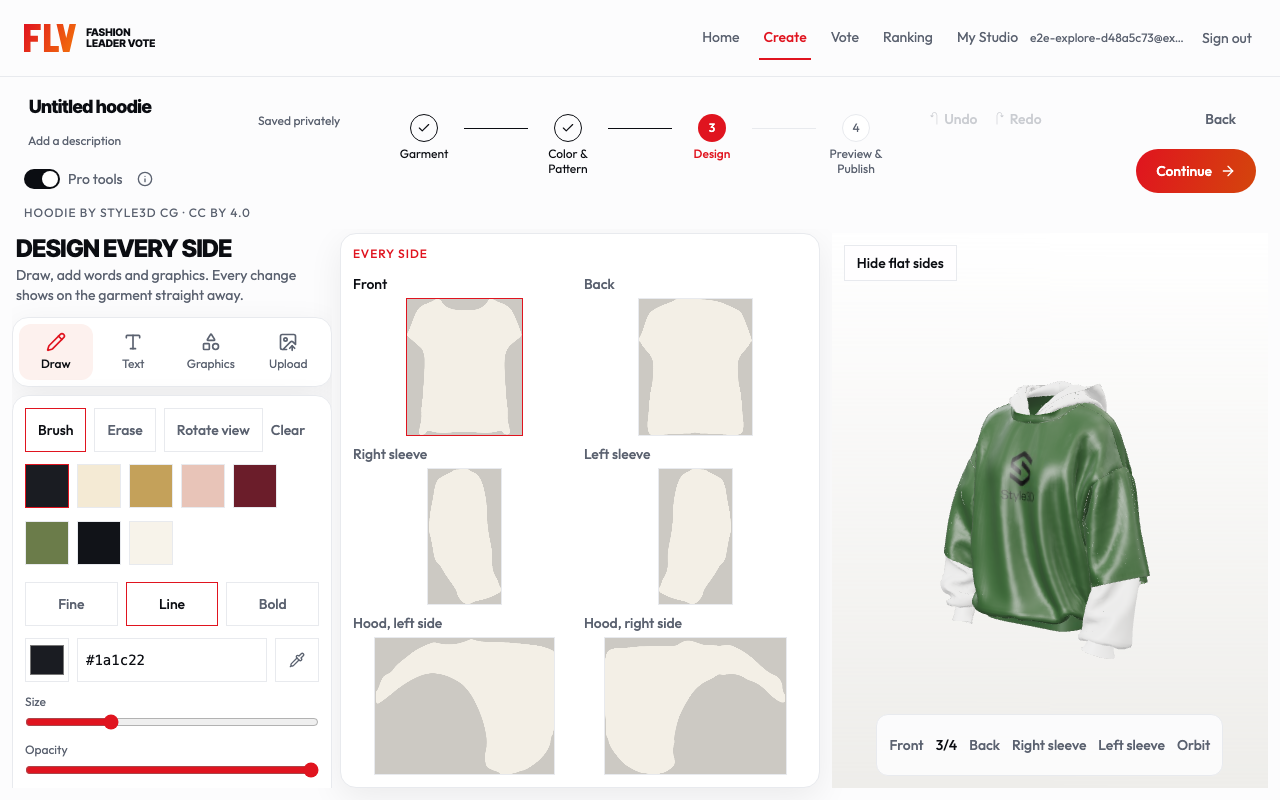 FLV FASHION
LEADER VOTE
Home Create Vote Ranking My Studio e2e-explore-d48a5c73@ex... Sign out
Untitled hoodie
Saved privately
Add a description
3 4
Garment Color & Pattern Design Preview & Publish
Undo Redo
Back
Continue
Pro tools
HOODIE BY STYLE3D CG · CC BY 4.0
DESIGN EVERY SIDE
Draw, add words and graphics. Every change
shows on the garment straight away.
Draw Text Graphics Upload
Brush Erase Rotate view Clear
Fine Line Bold
#1a1c22
Size
Opacity
EVERY SIDE
Front Back
Right sleeve Left sleeve
Hood, left side Hood, right side
Hide flat sides
Style3D
Front 3/4 Back Right sleeve Left sleeve Orbit